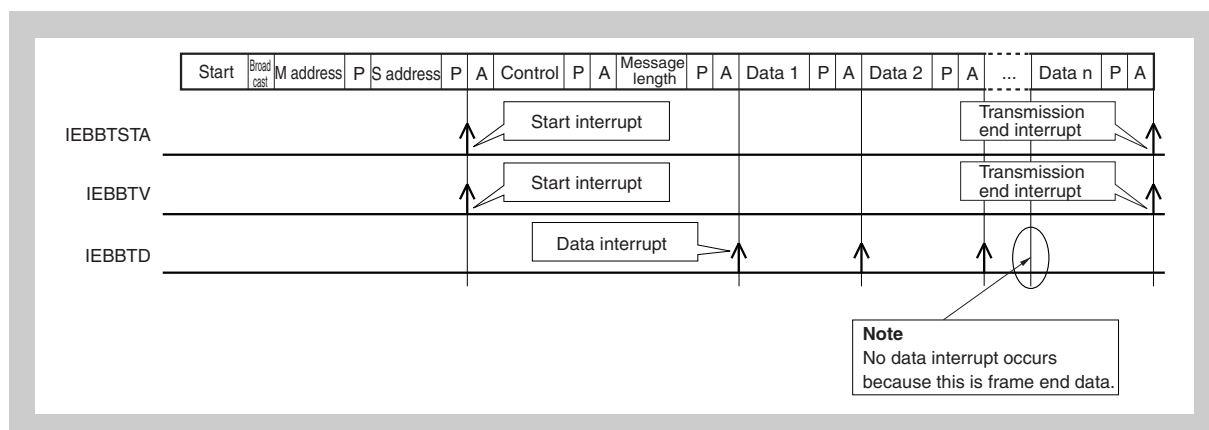 Start Broad cast M address P S address P A Control P A Message length P A Data 1 P A Data 2 P A ... Data n P A
IEBBTSTA
Start interrupt
Transmission
end interrupt
IEBBTV
Start interrupt
Transmission
end interrupt
IEBBTD
Data interrupt
Note
No data interrupt occurs
because this is frame end data.